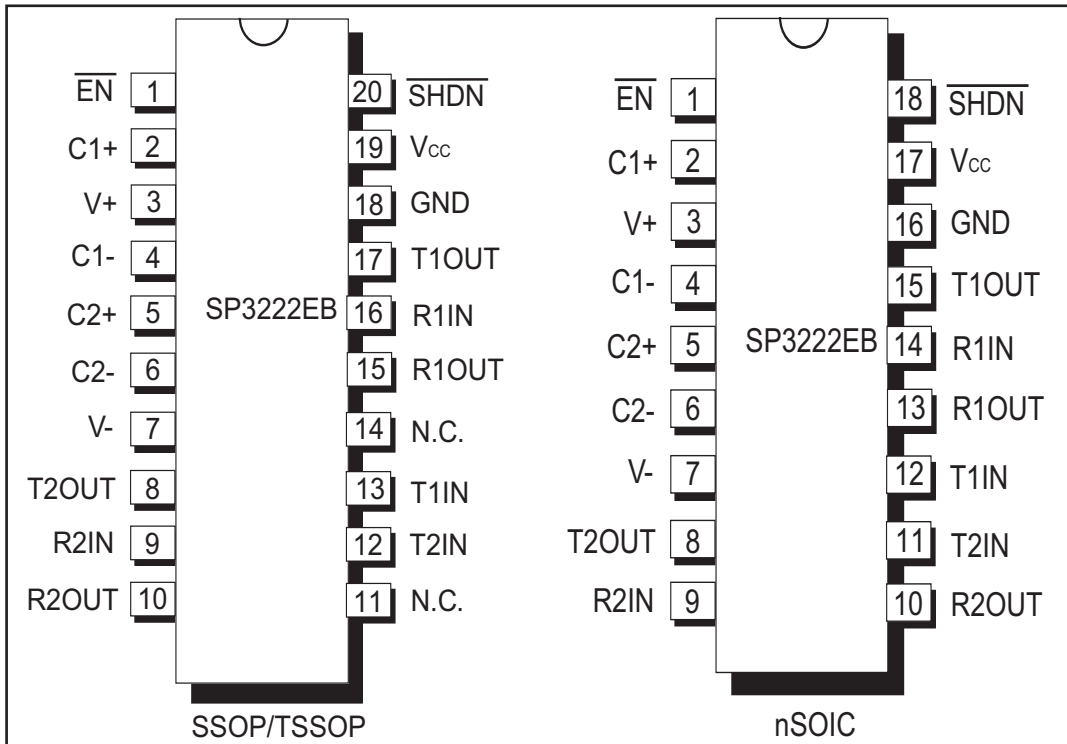 EN 1 20 SHDN
C1+ 2 19 VCC
V+ 3 18 GND
C1- 4 17 T1OUT
C2+ 5 SP3222EB 16 R1IN
C2- 6 15 R1OUT
V- 7 14 N.C.
T2OUT 8 13 T1IN
R2IN 9 12 T2IN
R2OUT 10 11 N.C.
SSOP/TSSOP
EN 1 18 SHDN
C1+ 2 17 VCC
V+ 3 16 GND
C1- 4 15 T1OUT
C2+ 5 SP3222EB 14 R1IN
C2- 6 13 R1OUT
V- 7 12 T1IN
T2OUT 8 11 T2IN
R2IN 9 10 R2OUT
nSOIC